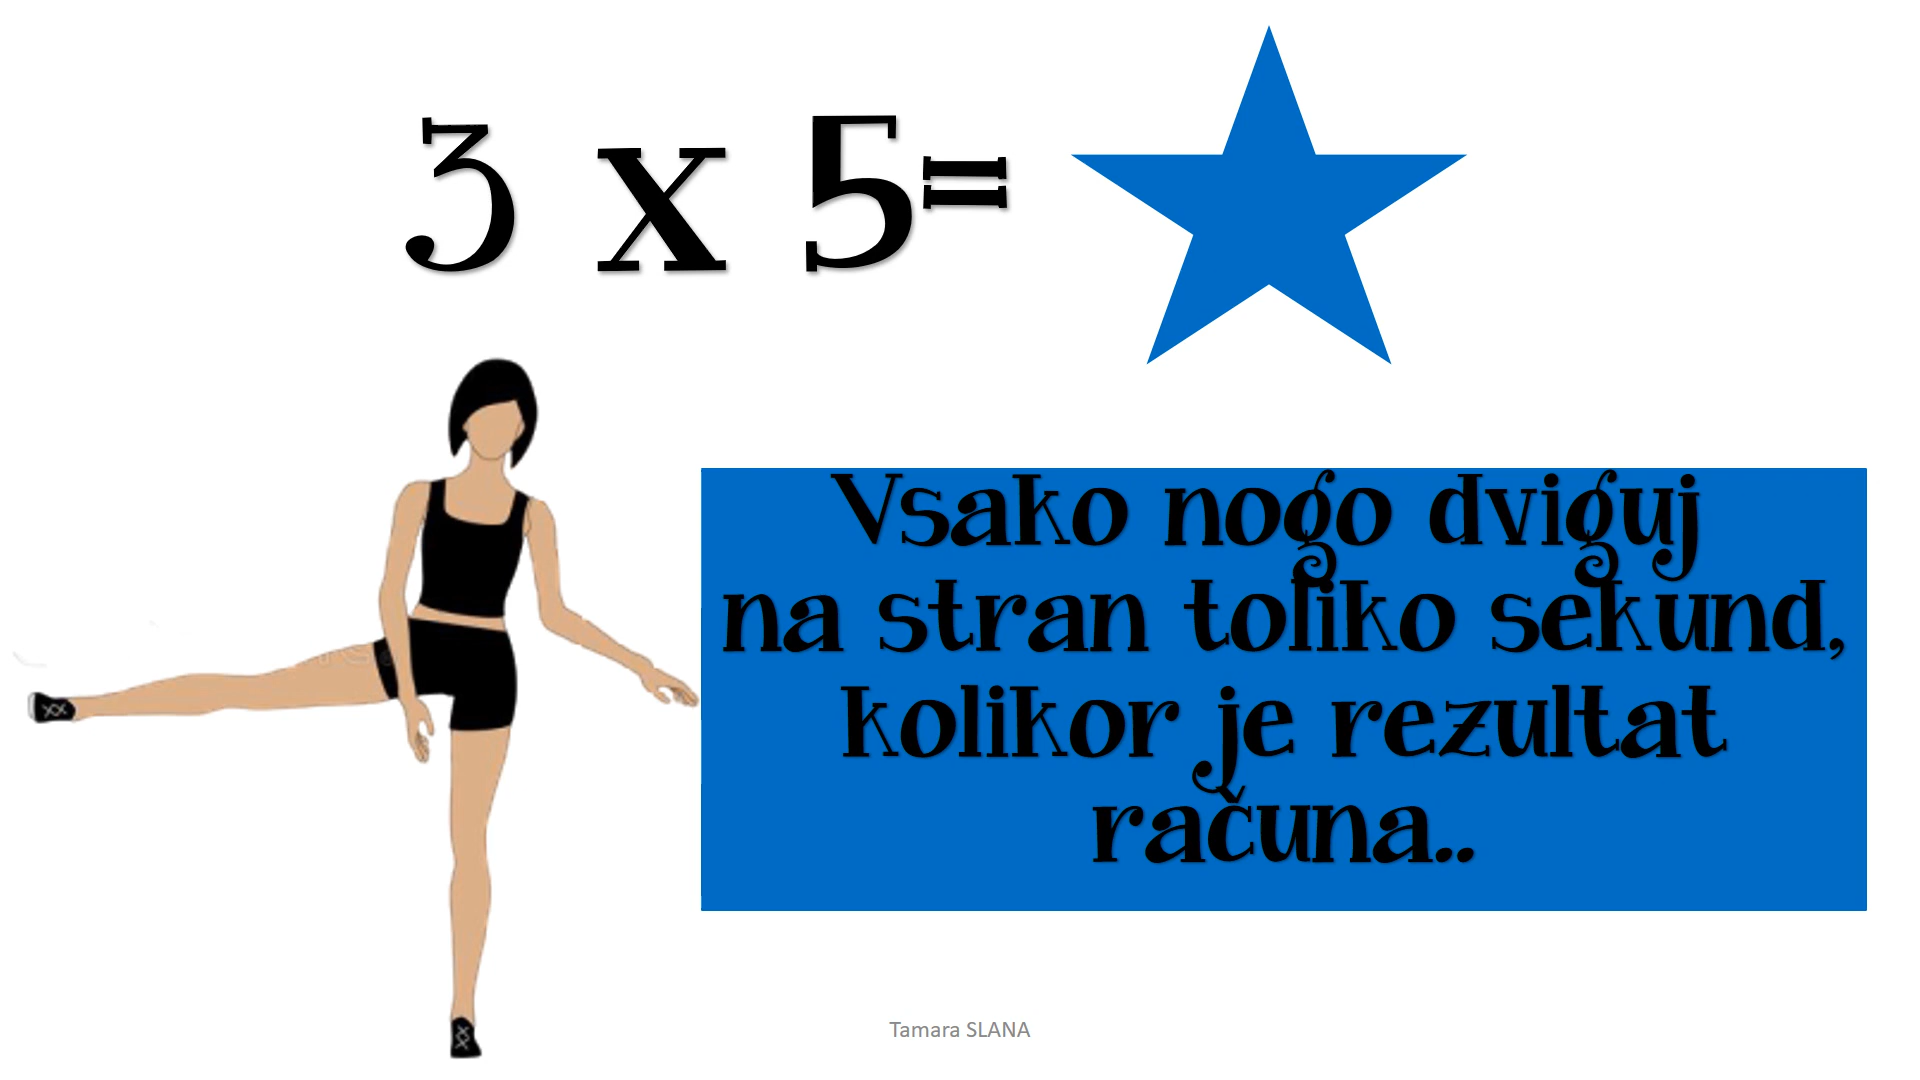 3 x 5=
Vsako nogo dviguj
na stran toliko sekund,
kolikor je rezultat
računa..
Tamara SLANA